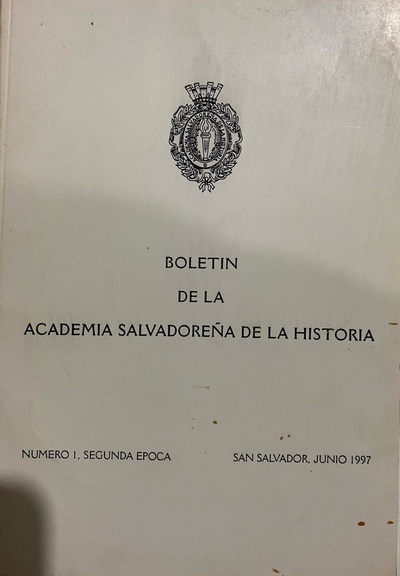 BOLETIN
DE LA
ACADEMIA SALVADOREÑA DE LA HISTORIA
NUMERO 1, SEGUNDA EPOCA SAN SALVADOR, JUNIO 1997